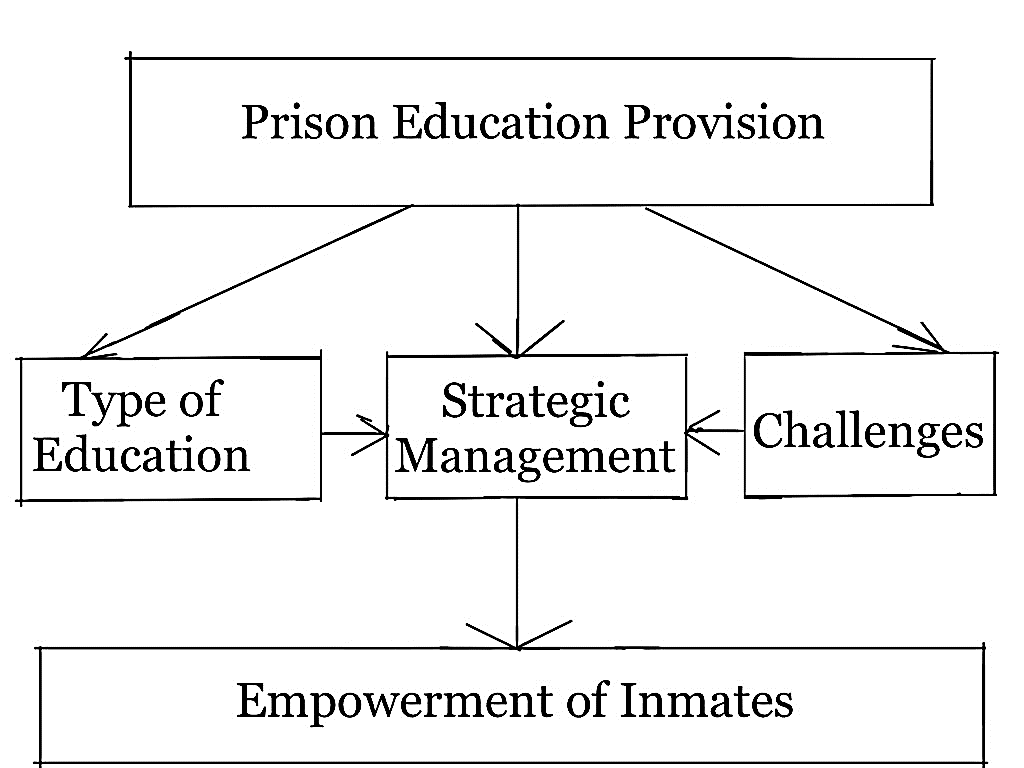 Prison Education Provision
Type of
Education
Strategic
Management
Challenges
Empowerment of Inmates